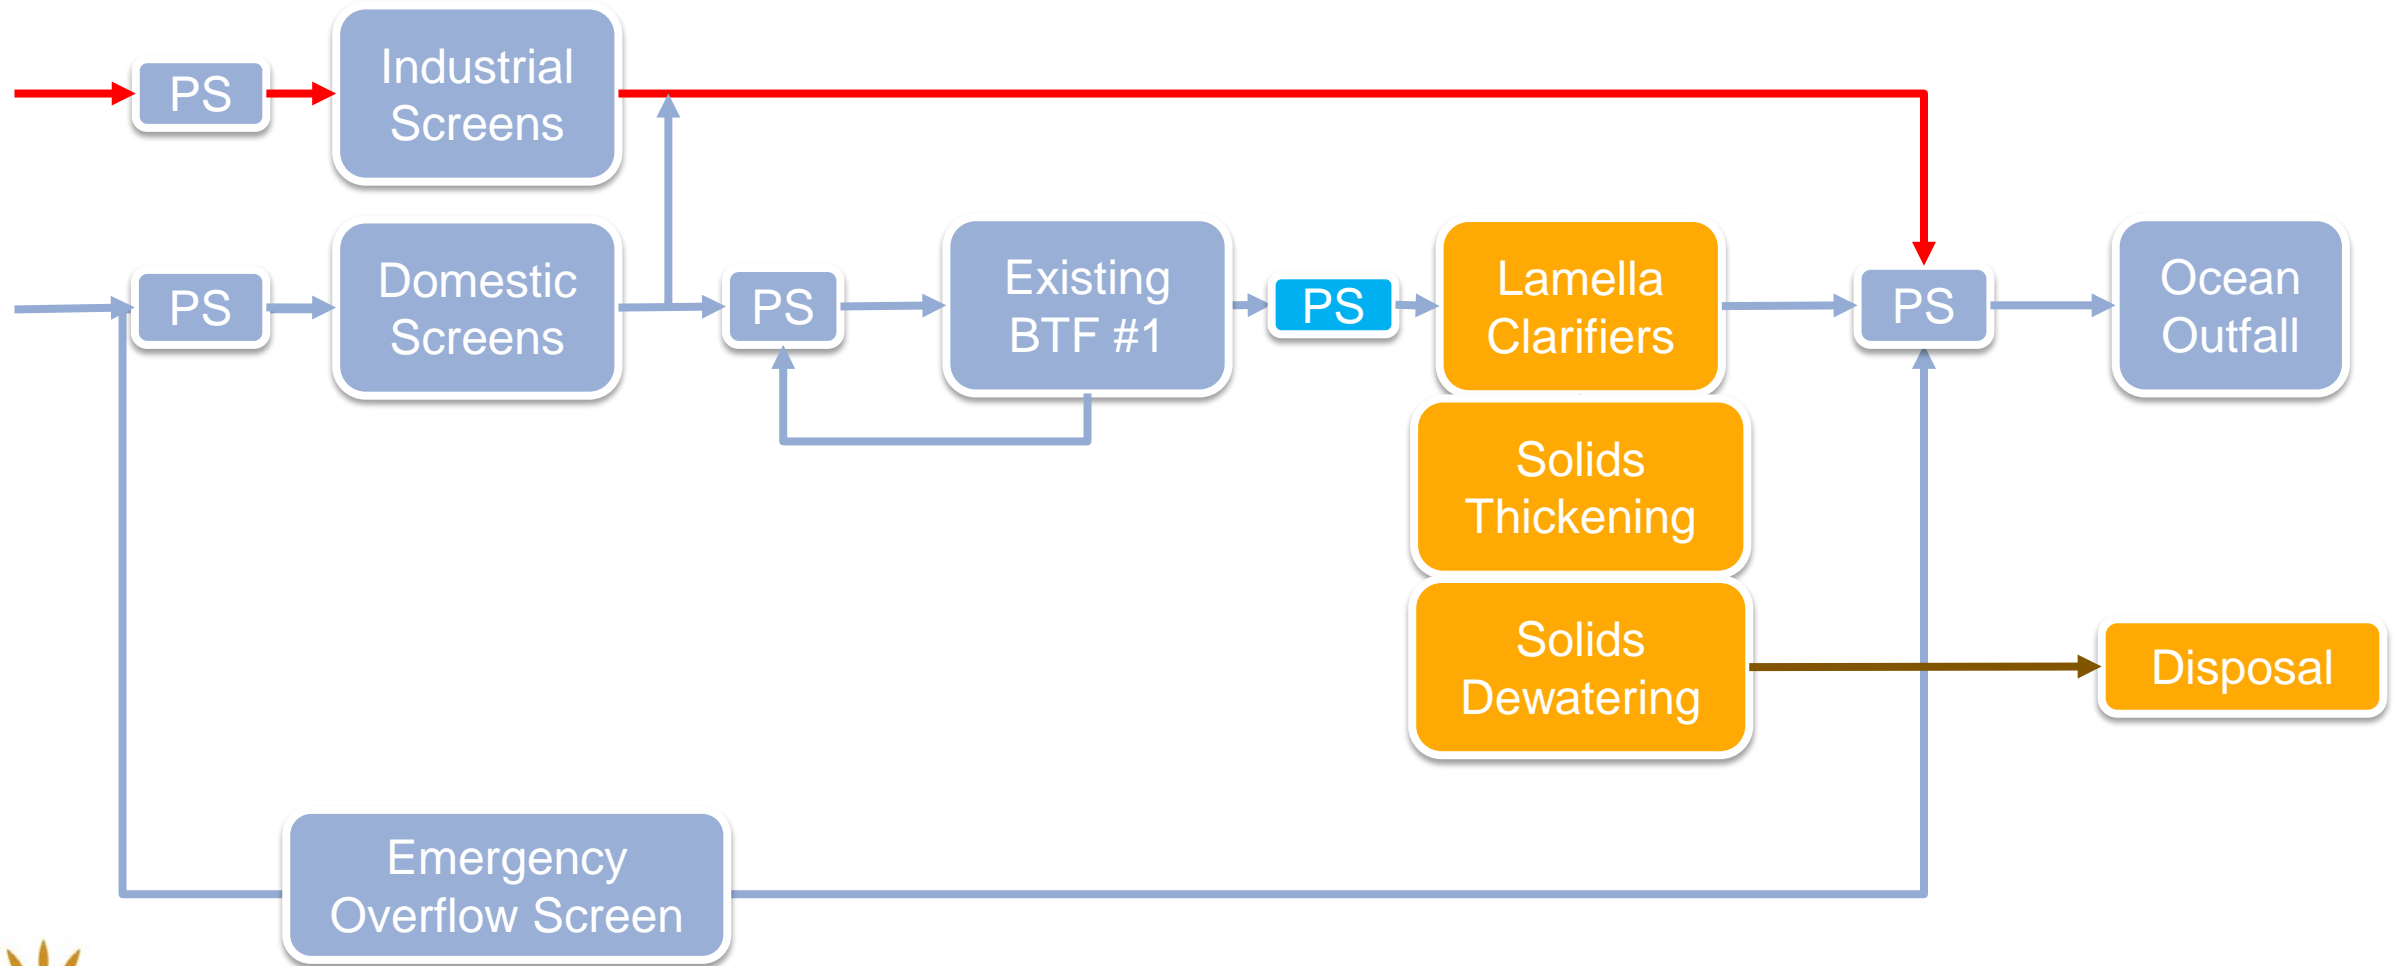 PS
Industrial
Screens
PS
Domestic
Screens
PS
Existing
BTF #1
PS
Lamella
Clarifiers
PS
Ocean
Outfall
Solids
Thickening
Solids
Dewatering
Disposal
Emergency
Overflow Screen